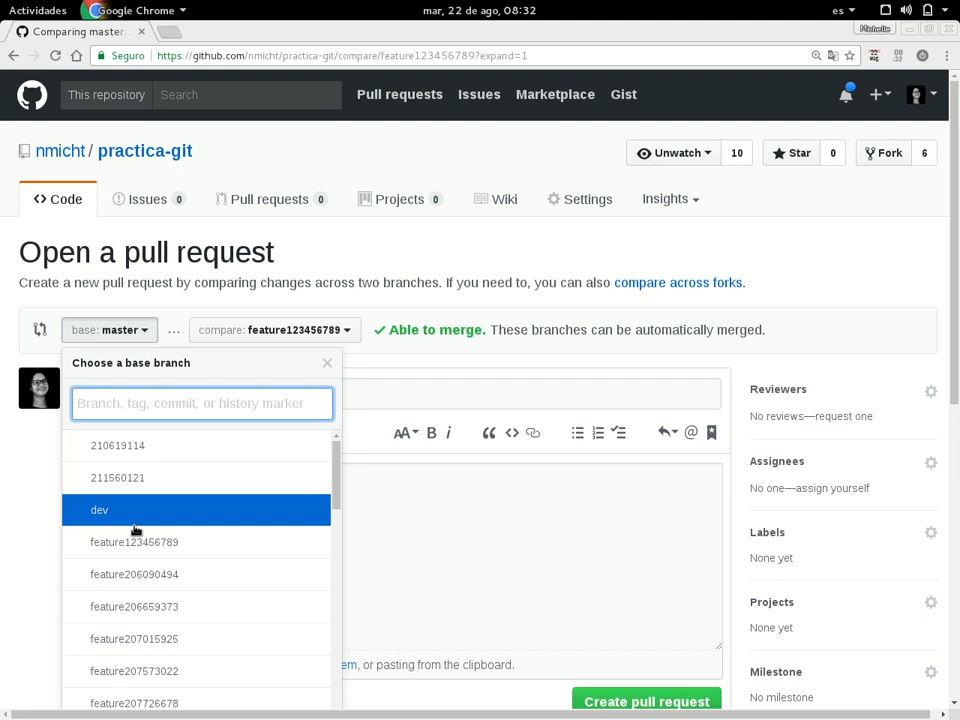 Actividades Google Chrome mar, 22 de ago, 08:32 es
Comparing master. Michelle
Seguro https://github.com/nmicht/practica-git/compare/feature123456789?expand=1
This repository Search Pull requests Issues Marketplace Gist
nmicht / practica-git Unwatch 10 Star 0 Fork 6
Code Issues 0 Pull requests 0 Projects 0 Wiki Settings Insights
Open a pull request
Create a new pull request by comparing changes across two branches. If you need to, you can also compare across forks.
base: master ... compare: feature123456789 Able to merge. These branches can be automatically merged.
Choose a base branch
Branch, tag, commit, or history marker
210619114
211560121
dev
feature123456789
feature206090494
feature206659373
feature207015925
feature207573022
feature207726678
AA B i
em, or pasting from the clipboard.
Create pull request
Reviewers
No reviews—request one
Assignees
No one—assign yourself
Labels
None yet
Projects
None yet
Milestone
No milestone